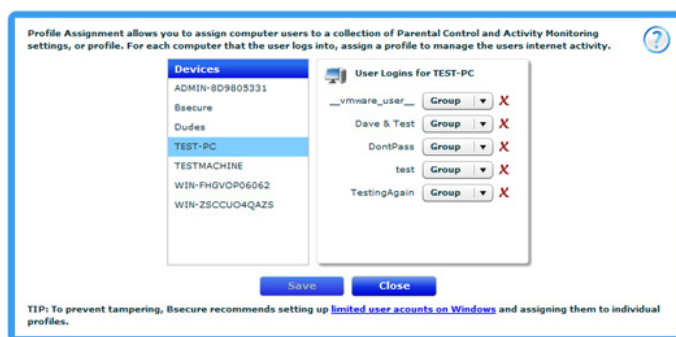 Profile Assignment allows you to assign computer users to a collection of Parental Control and Activity Monitoring
settings, or profile. For each computer that the user logs into, assign a profile to manage the users internet activity.
?
Devices
ADMIN-8D9805331
Bsecure
Dudes
TEST-PC
TESTMACHINE
WIN-FHGVOP06062
WIN-ZSCCUO4QAZS
User Logins for TEST-PC
__vmware_user__ Group X
Dave & Test Group X
DontPass Group X
test Group X
TestingAgain Group X
Save Close
TIP: To prevent tampering, Bsecure recommends setting up limited user acounts on Windows and assigning them to individual
profiles.